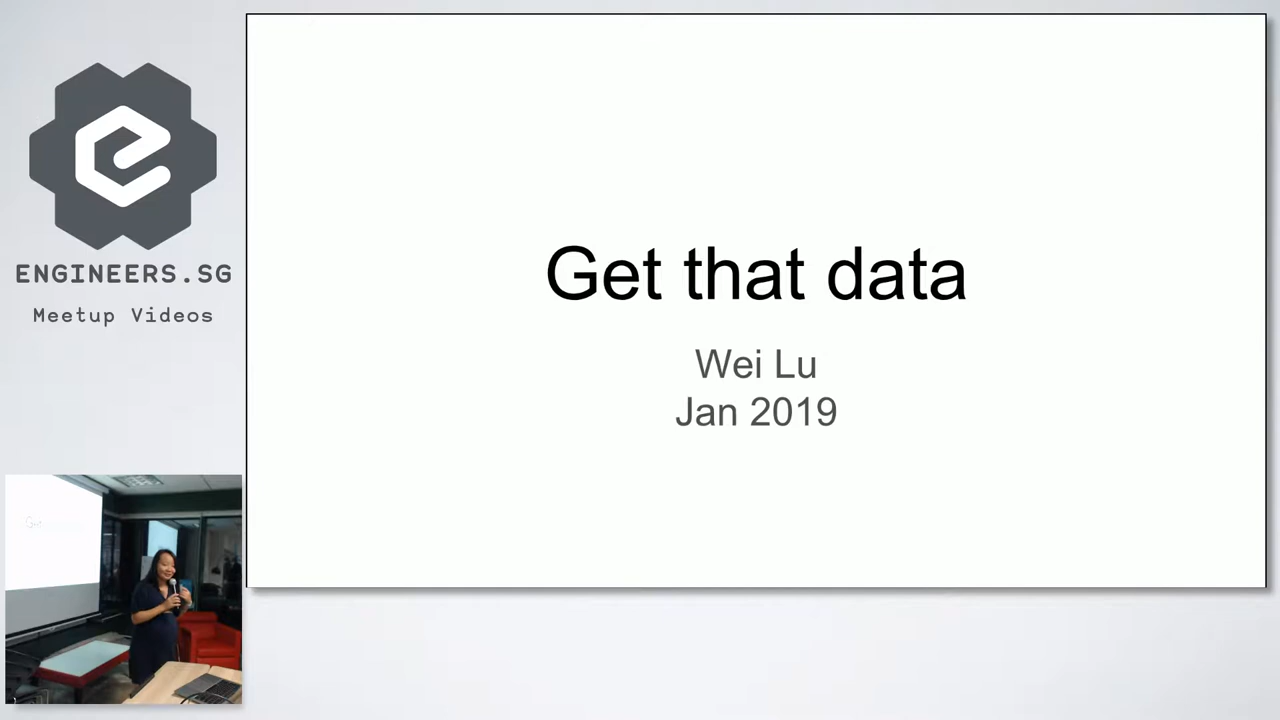 ENGINEERS.SG
Meetup Videos
Get that data
Wei Lu
Jan 2019